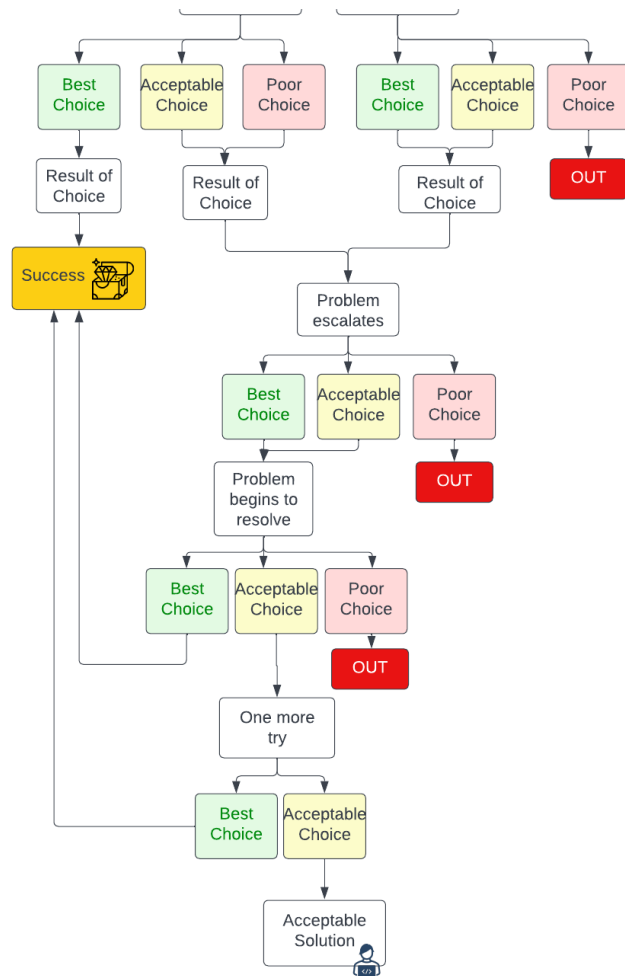 Best
Choice
Acceptable
Choice
Poor
Choice
Best
Choice
Acceptable
Choice
Poor
Choice
Result of
Choice
Result of
Choice
Result of
Choice
OUT
Success
Problem
escalates
Best
Choice
Acceptable
Choice
Poor
Choice
Problem
begins to
resolve
OUT
Best
Choice
Acceptable
Choice
Poor
Choice
OUT
One more
try
Best
Choice
Acceptable
Choice
Acceptable
Solution